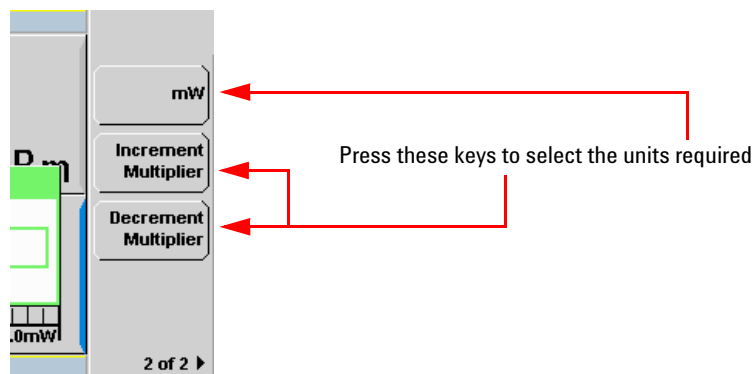 mW
Increment
Multiplier
Press these keys to select the units required
Decrement
Multiplier
.0mW
2 of 2